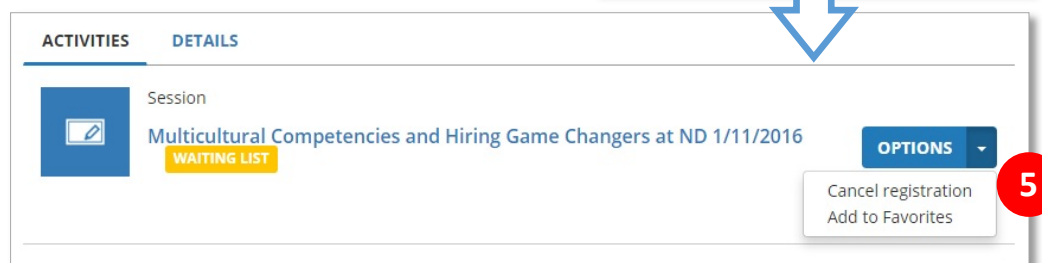 ACTIVITIES DETAILS
Session
Multicultural Competencies and Hiring Game Changers at ND 1/11/2016
WAITING LIST
OPTIONS
Cancel registration
5
Add to Favorites